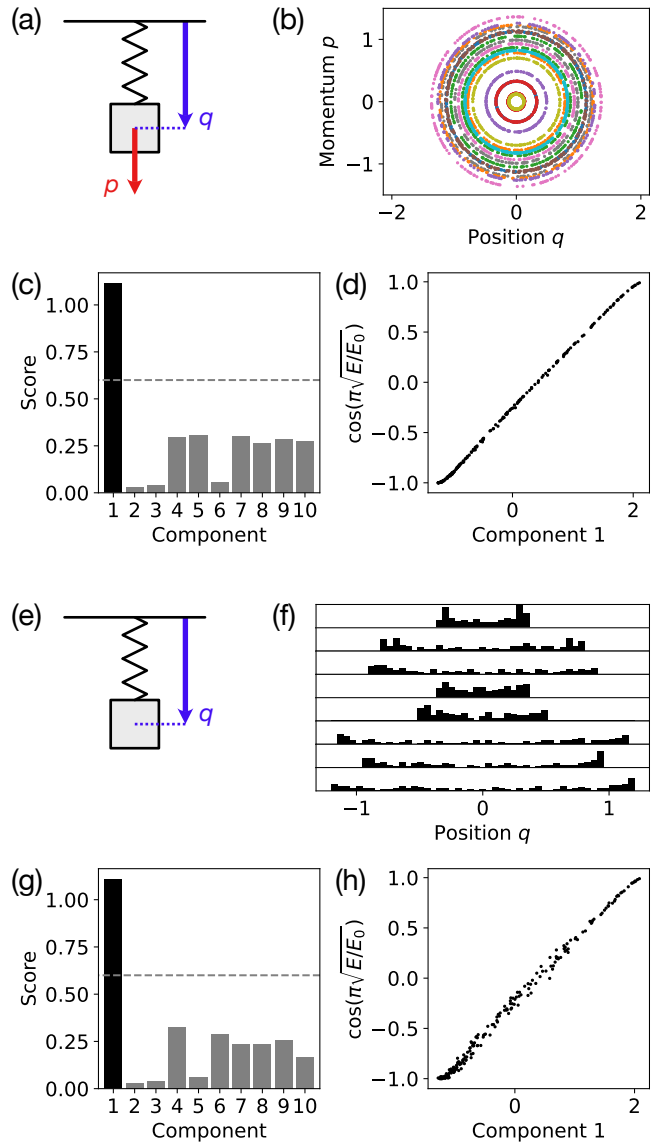 (a)
q
p
(b)
Momentum p
1
0
−1
−2
0
2
Position q
(c)
Score
1.00
0.75
0.50
0.25
0.00
1 2 3 4 5 6 7 8 9 10
Component
(d)
cos(π√E/E₀)
1.0
0.5
0.0
−0.5
−1.0
0
2
Component 1
(e)
q
(f)
−1
0
1
Position q
(g)
Score
1.00
0.75
0.50
0.25
0.00
1 2 3 4 5 6 7 8 9 10
Component
(h)
cos(π√E/E₀)
1.0
0.5
0.0
−0.5
−1.0
0
2
Component 1